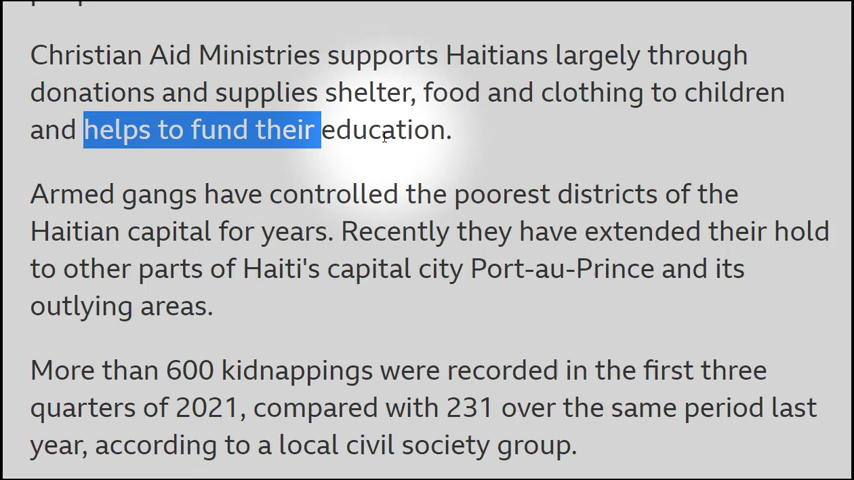 Christian Aid Ministries supports Haitians largely through
donations and supplies shelter, food and clothing to children
and helps to fund their education.
Armed gangs have controlled the poorest districts of the
Haitian capital for years. Recently they have extended their hold
to other parts of Haiti's capital city Port-au-Prince and its
outlying areas.
More than 600 kidnappings were recorded in the first three
quarters of 2021, compared with 231 over the same period last
year, according to a local civil society group.